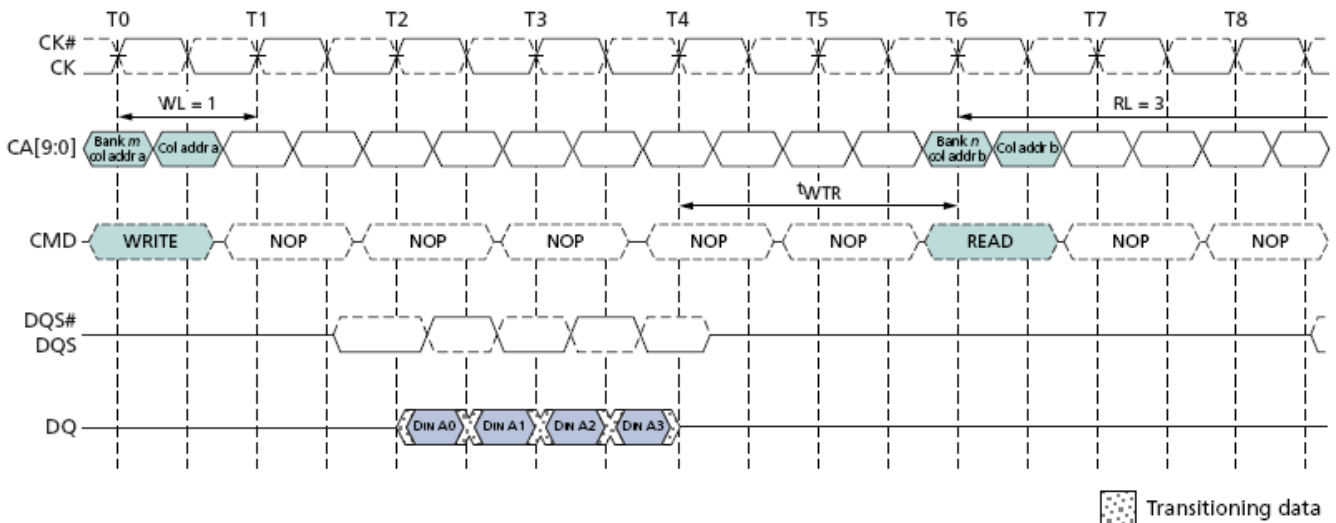 T0 T1 T2 T3 T4 T5 T6 T7 T8
CK#
CK
WL = 1 RL = 3
CA[9:0] Bank m col addr a Col addr a Bank n col addr b Col addr b
tWTR
CMD WRITE NOP NOP NOP NOP NOP READ NOP NOP
DQS#
DQS
DQ DIN A0 DIN A1 DIN A2 DIN A3
Transitioning data